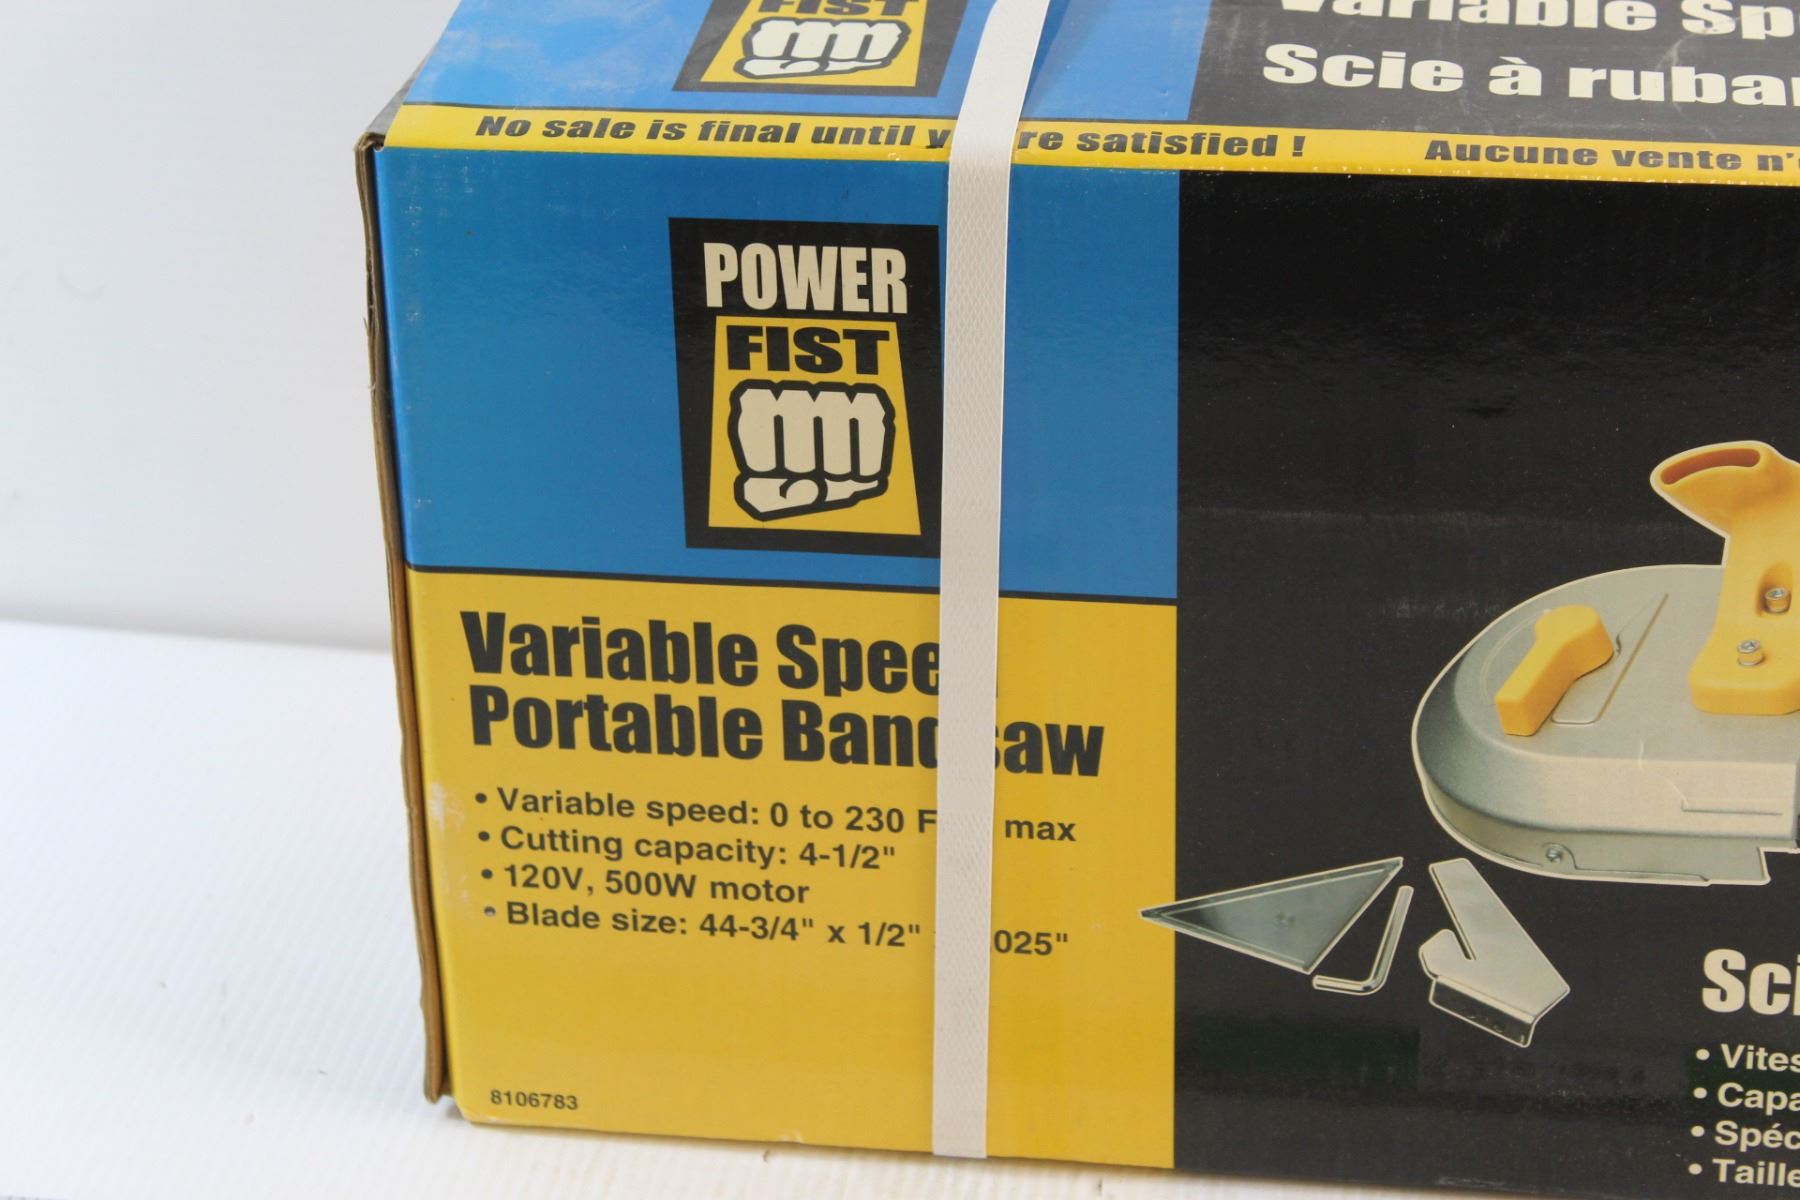 FIST
Variable Sp
Scie à ruba
No sale is final until y re satisfied !
Aucune vente n'
POWER
FIST
Variable Spee
Portable Band saw
• Variable speed: 0 to 230 F max
• Cutting capacity: 4-1/2"
• 120V, 500W motor
• Blade size: 44-3/4" x 1/2" 025"
8106783
Sci
• Vites
• Capa
• Spéc
• Taille